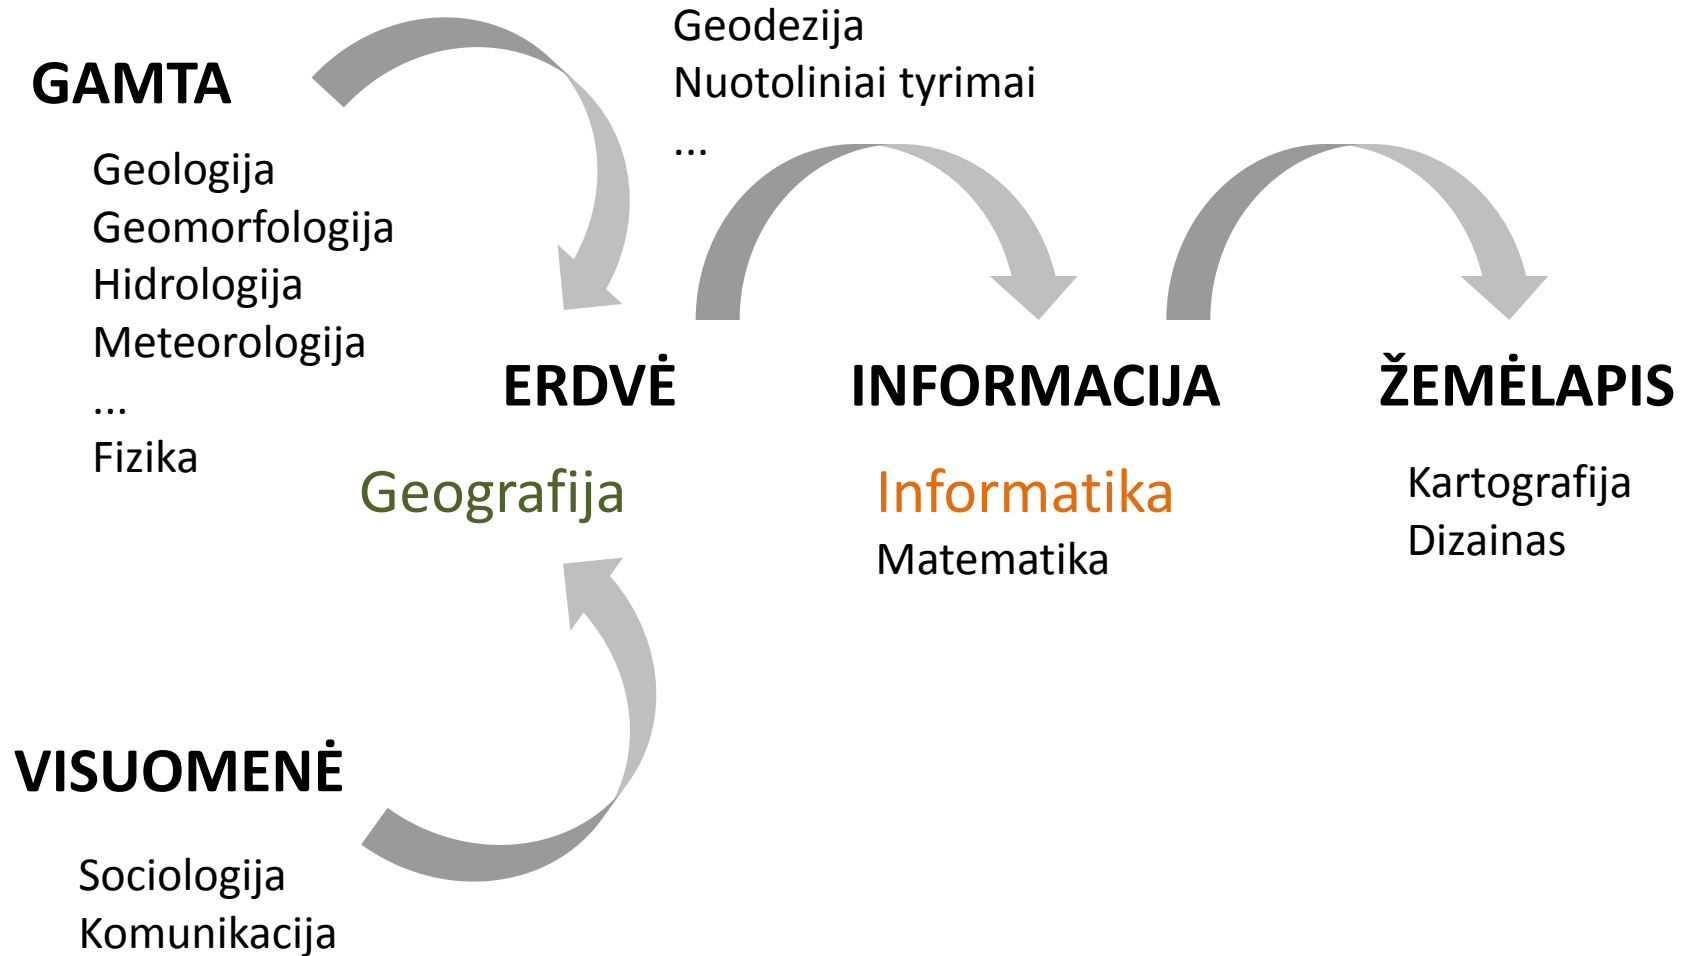 GAMTA
Geologija
Geomorfologija
Hidrologija
Meteorologija
...
Fizika
Geodezija
Nuotoliniai tyrimai
...
ERDVĖ
Geografija
INFORMACIJA
Informatika
Matematika
ŽEMĖLAPIS
Kartografija
Dizainas
VISUOMENĖ
Sociologija
Komunikacija